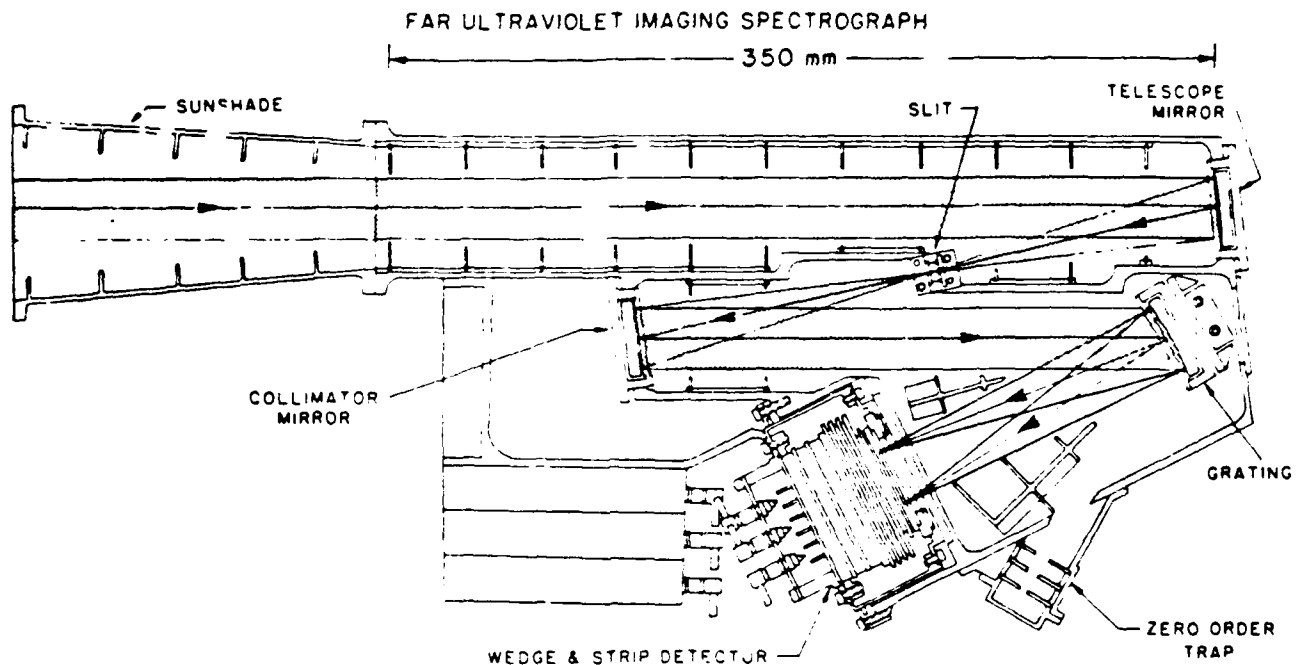 FAR ULTRAVIOLET IMAGING SPECTROGRAPH
350 mm
SUNSHADE
SLIT
TELESCOPE
MIRROR
COLLIMATOR
MIRROR
GRATING
WEDGE & STRIP DETECTOR
ZERO ORDER
TRAP